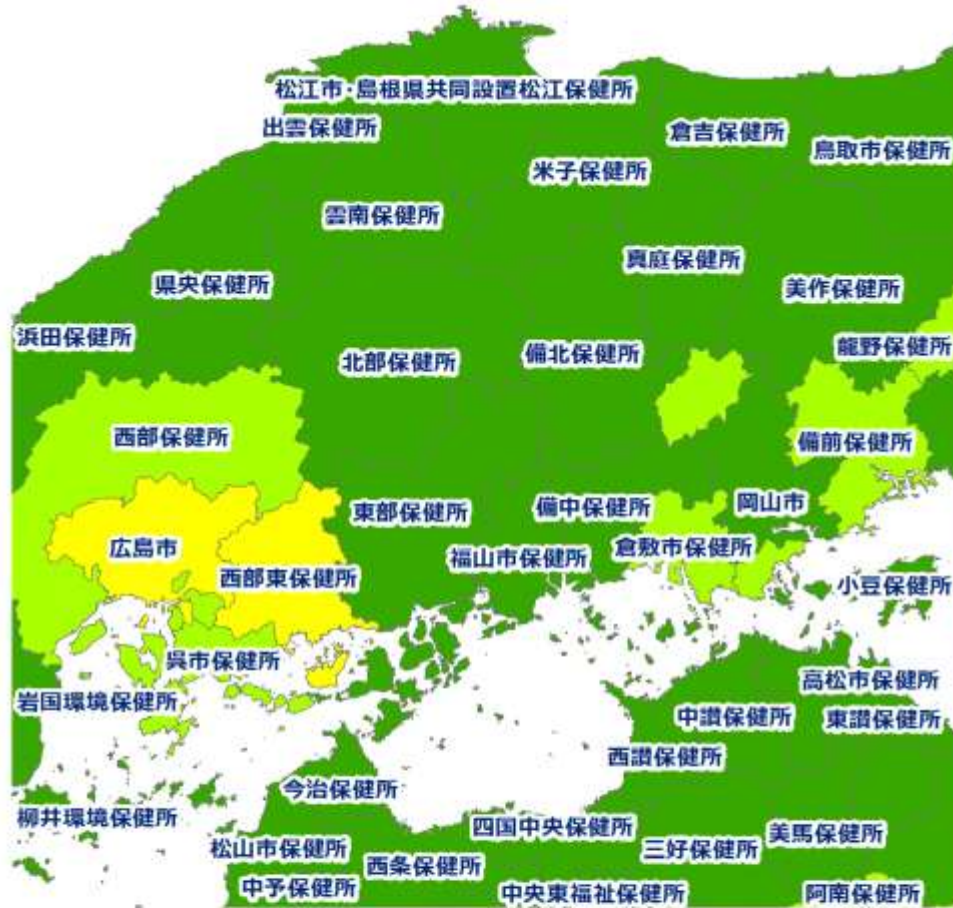 松江市・島根県共同設置松江保健所
出雲保健所
倉吉保健所
鳥取市保健所
米子保健所
雲南保健所
真庭保健所
県央保健所
美作保健所
浜田保健所
龍野保健所
北部保健所
備北保健所
西部保健所
備前保健所
東部保健所
備中保健所
岡山市
広島市
福山市保健所
倉敷市保健所
西部東保健所
小豆保健所
呉市保健所
高松市保健所
岩国環境保健所
中讃保健所
東讃保健所
西讃保健所
今治保健所
柳井環境保健所
四国中央保健所
美馬保健所
松山市保健所
三好保健所
西条保健所
中予保健所
中央東福祉保健所
阿南保健所